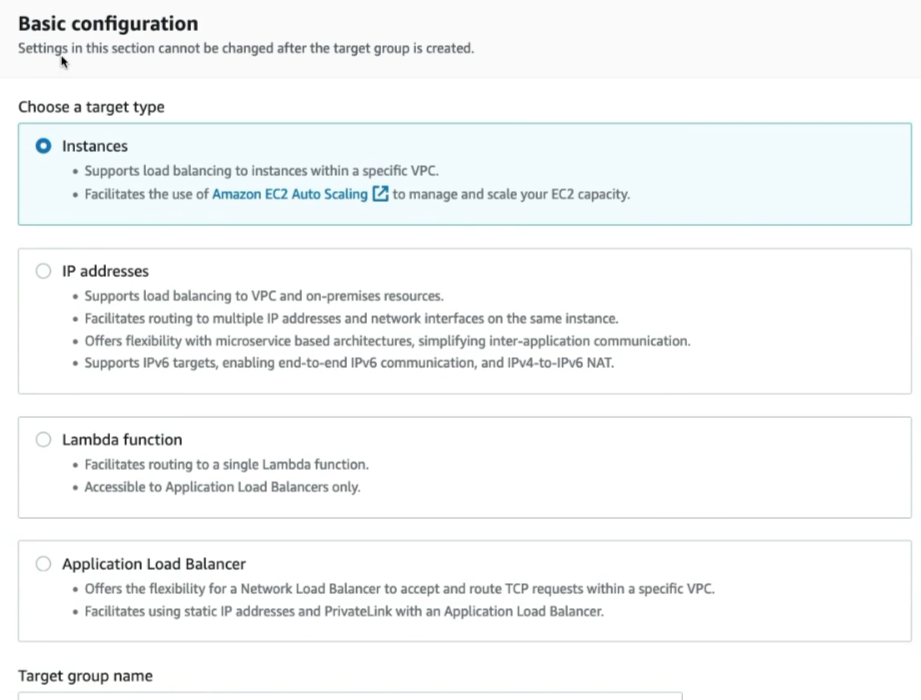 Basic configuration
Settings in this section cannot be changed after the target group is created.
Choose a target type
Instances
• Supports load balancing to instances within a specific VPC.
• Facilitates the use of Amazon EC2 Auto Scaling to manage and scale your EC2 capacity.
IP addresses
• Supports load balancing to VPC and on-premises resources.
• Facilitates routing to multiple IP addresses and network interfaces on the same instance.
• Offers flexibility with microservice based architectures, simplifying inter-application communication.
• Supports IPv6 targets, enabling end-to-end IPv6 communication, and IPv4-to-IPv6 NAT.
Lambda function
• Facilitates routing to a single Lambda function.
• Accessible to Application Load Balancers only.
Application Load Balancer
• Offers the flexibility for a Network Load Balancer to accept and route TCP requests within a specific VPC.
• Facilitates using static IP addresses and PrivateLink with an Application Load Balancer.
Target group name